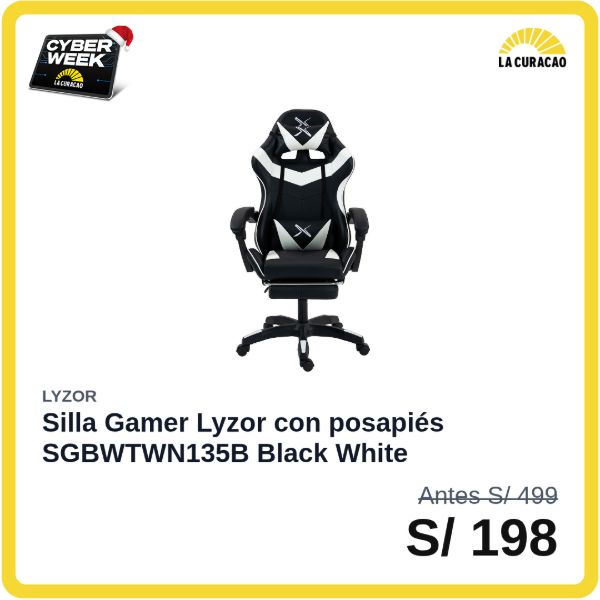 CYBER
WEEK
LA CURACAO
LA CURACAO
LYZOR
Silla Gamer Lyzor con posapiés
SGBWTWN135B Black White
Antes S/ 499
S/ 198